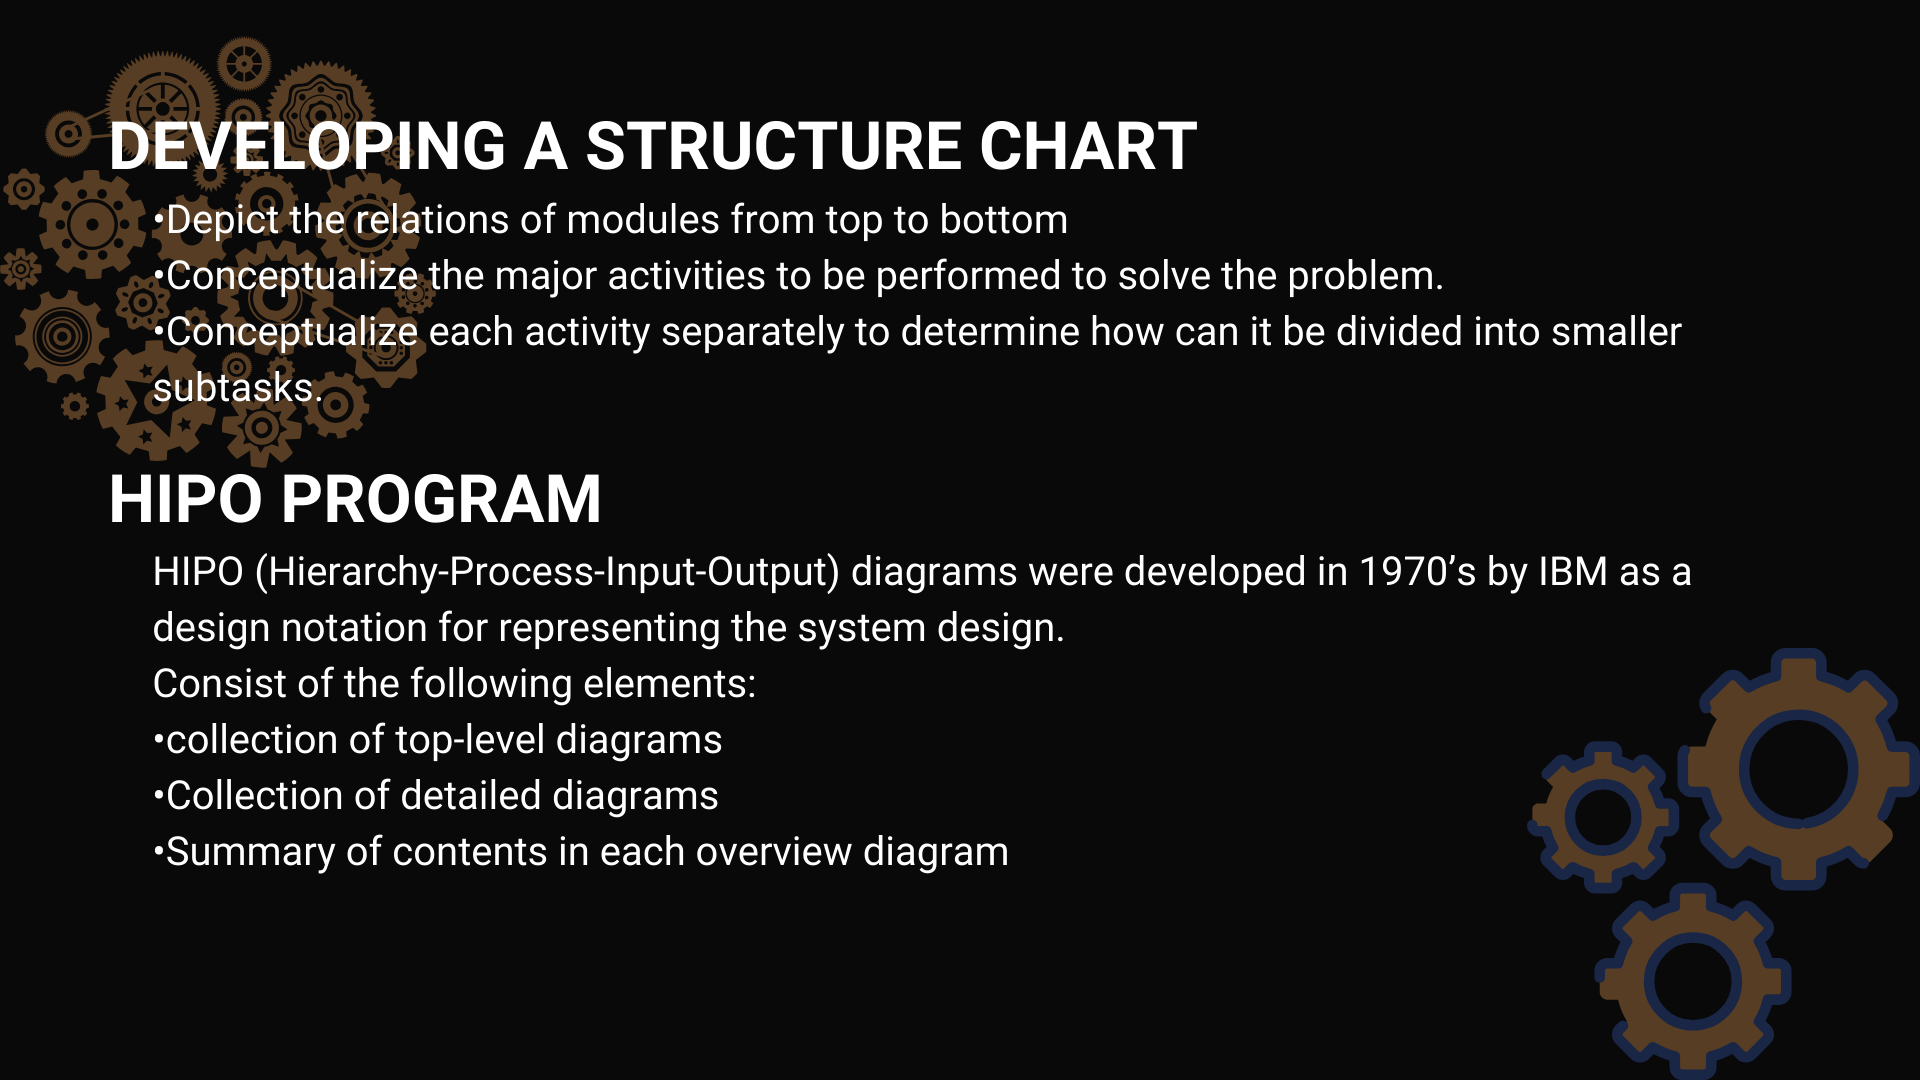 DEVELOPING A STRUCTURE CHART
•Depict the relations of modules from top to bottom
•Conceptualize the major activities to be performed to solve the problem.
•Conceptualize each activity separately to determine how can it be divided into smaller
subtasks.
HIPO PROGRAM
HIPO (Hierarchy-Process-Input-Output) diagrams were developed in 1970’s by IBM as a
design notation for representing the system design.
Consist of the following elements:
•collection of top-level diagrams
•Collection of detailed diagrams
•Summary of contents in each overview diagram